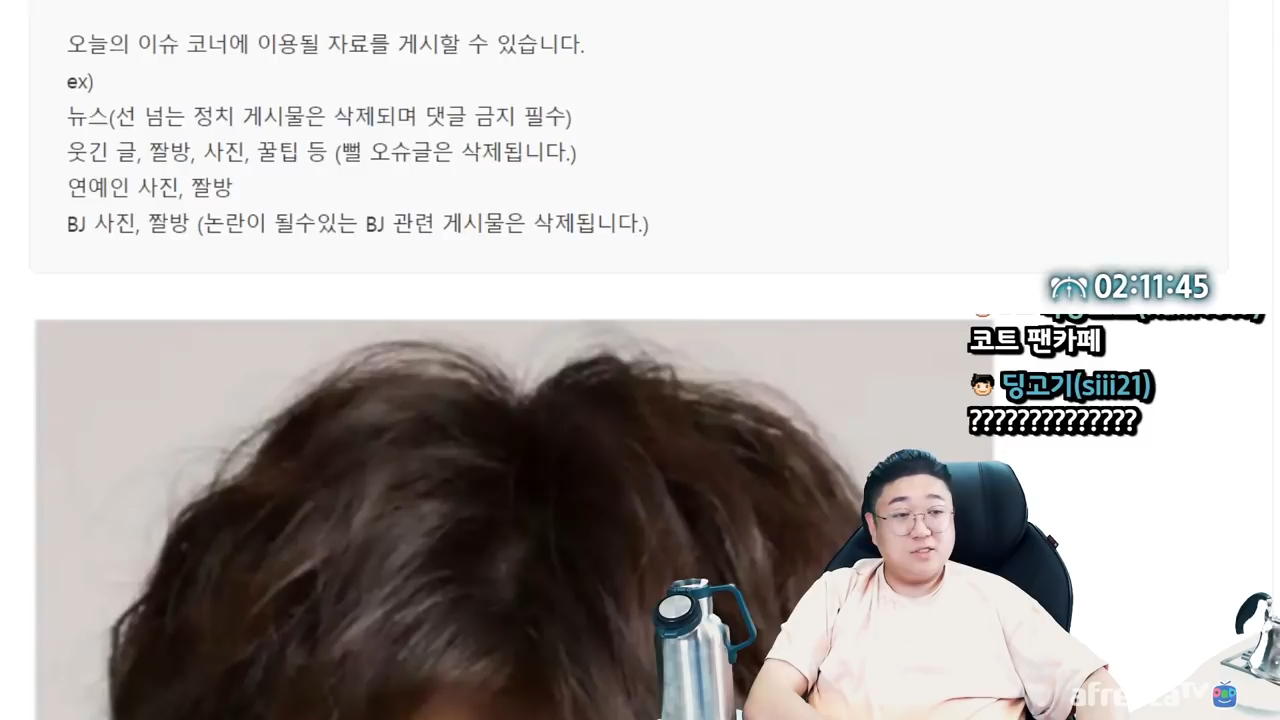 오늘의 이슈 코너에 이용될 자료를 게시할 수 있습니다.
ex)
뉴스(선 넘는 정치 게시물은 삭제되며 댓글 금지 필수)
웃긴 글, 짤방, 사진, 꿀팁 등 (뻘 오슈글은 삭제됩니다.)
연예인 사진, 짤방
BJ 사진, 짤방 (논란이 될수있는 BJ 관련 게시물은 삭제됩니다.)
02:11:45
코트 팬카페
딩고기(siii21)
??????????????
afreecaTV